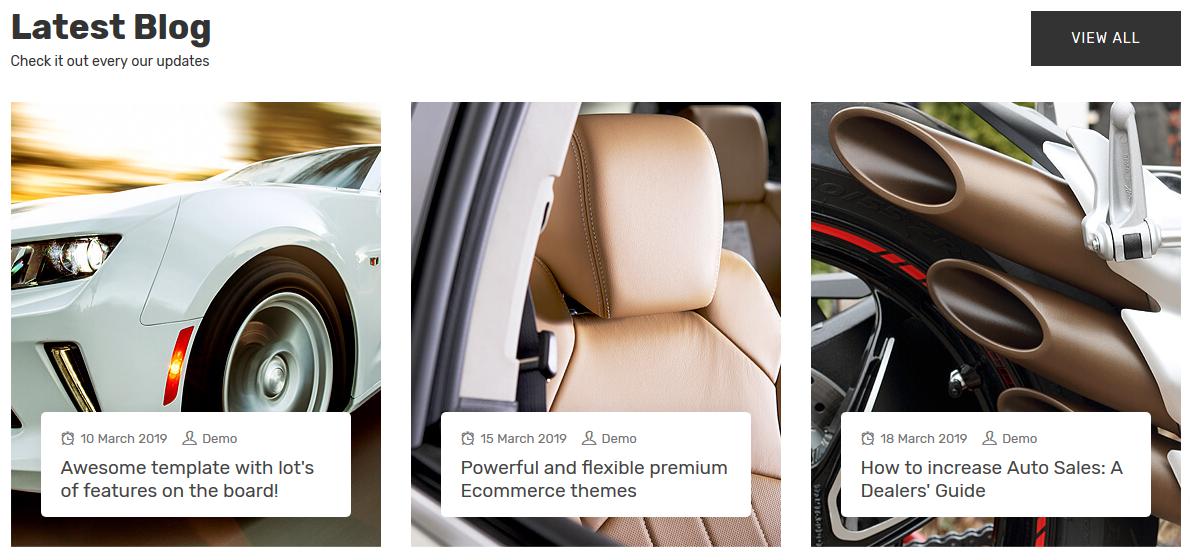 Latest Blog
VIEW ALL
Check it out every our updates
10 March 2019 Demo
Awesome template with lot's
of features on the board!
15 March 2019 Demo
Powerful and flexible premium
Ecommerce themes
18 March 2019 Demo
How to increase Auto Sales: A
Dealers' Guide